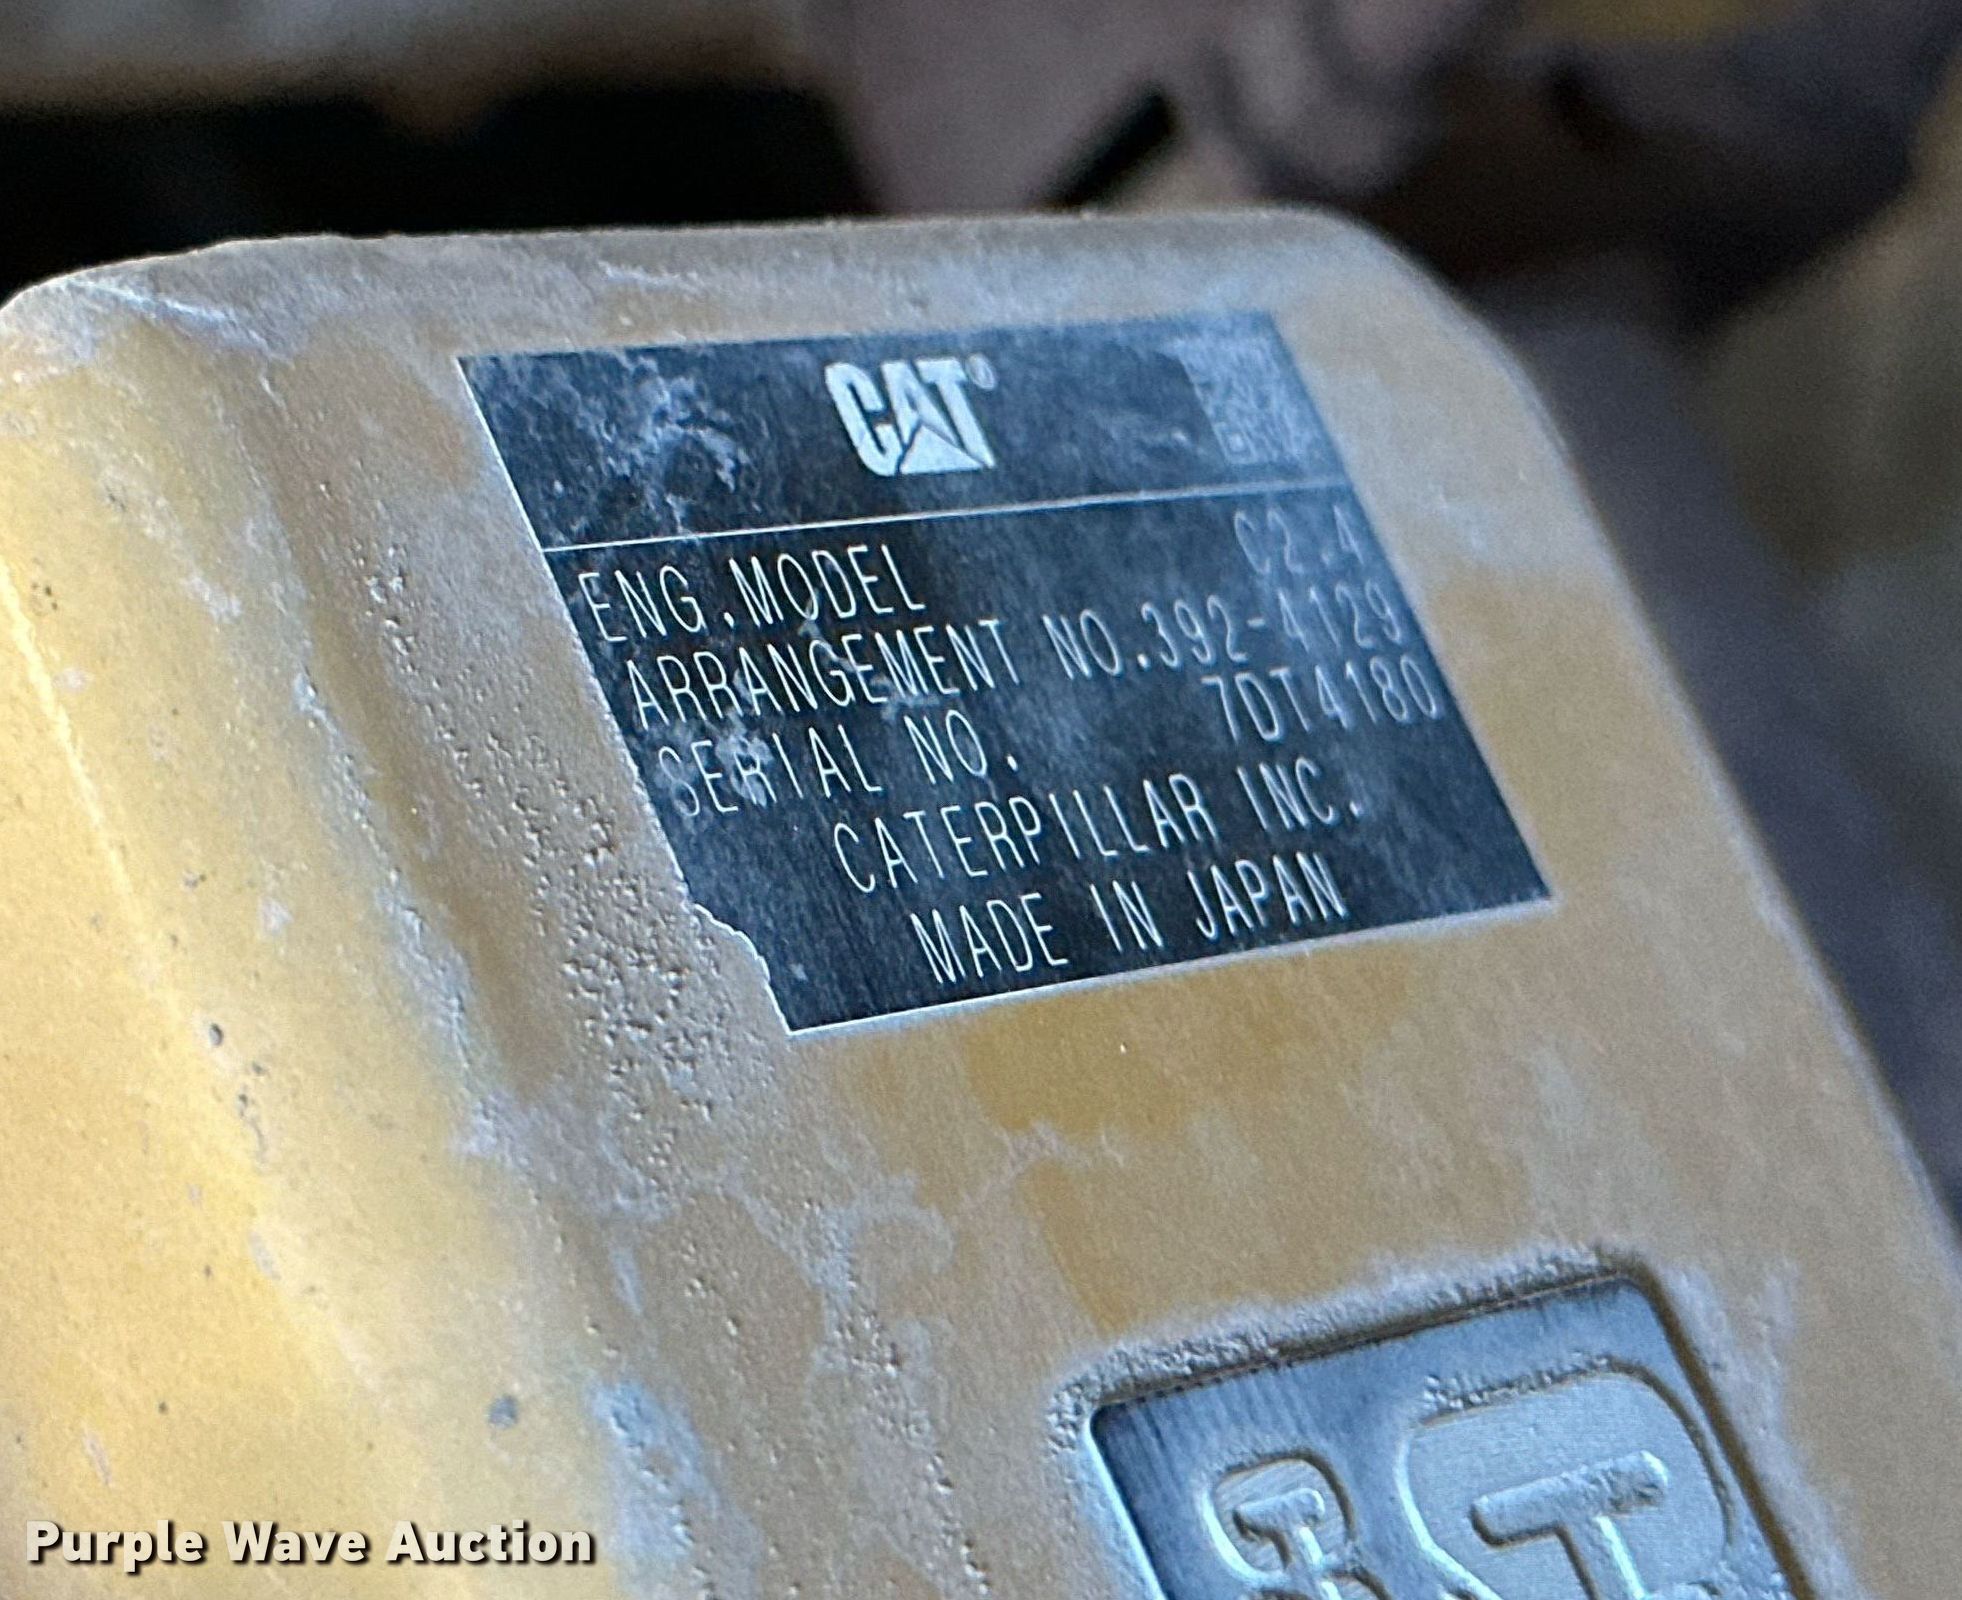 CAT®
ENG.MODEL C2.4
ARRANGEMENT NO.392-4129
SERIAL NO. 7DT4180
CATERPILLAR INC.
MADE IN JAPAN
Purple Wave Auction